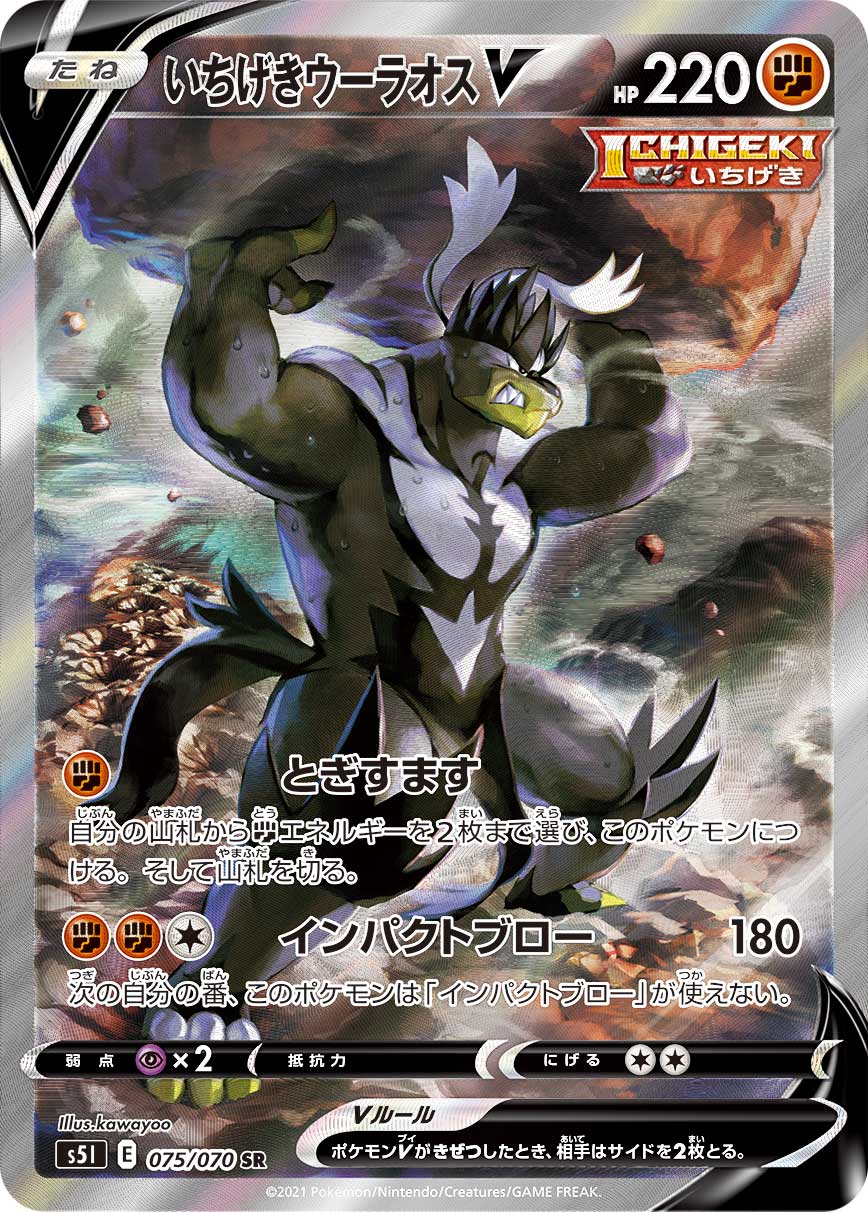 たね
いちげきウーラオスV
HP 220
ICHIGEKI
いちげき
とぎすます
自分の山札から闘エネルギーを2枚まで選び、このポケモンにつ
ける。そして山札を切る。
インパクトブロー 180
次の自分の番、このポケモンは「インパクトブロー」が使えない。
弱点 ×2 抵抗力 にげる
Illus.kawayoo
Vルール
ポケモンVがきぜつしたとき、相手はサイドを2枚とる。
s5I E 075/070 SR
©2021 Pokémon/Nintendo/Creatures/GAME FREAK.